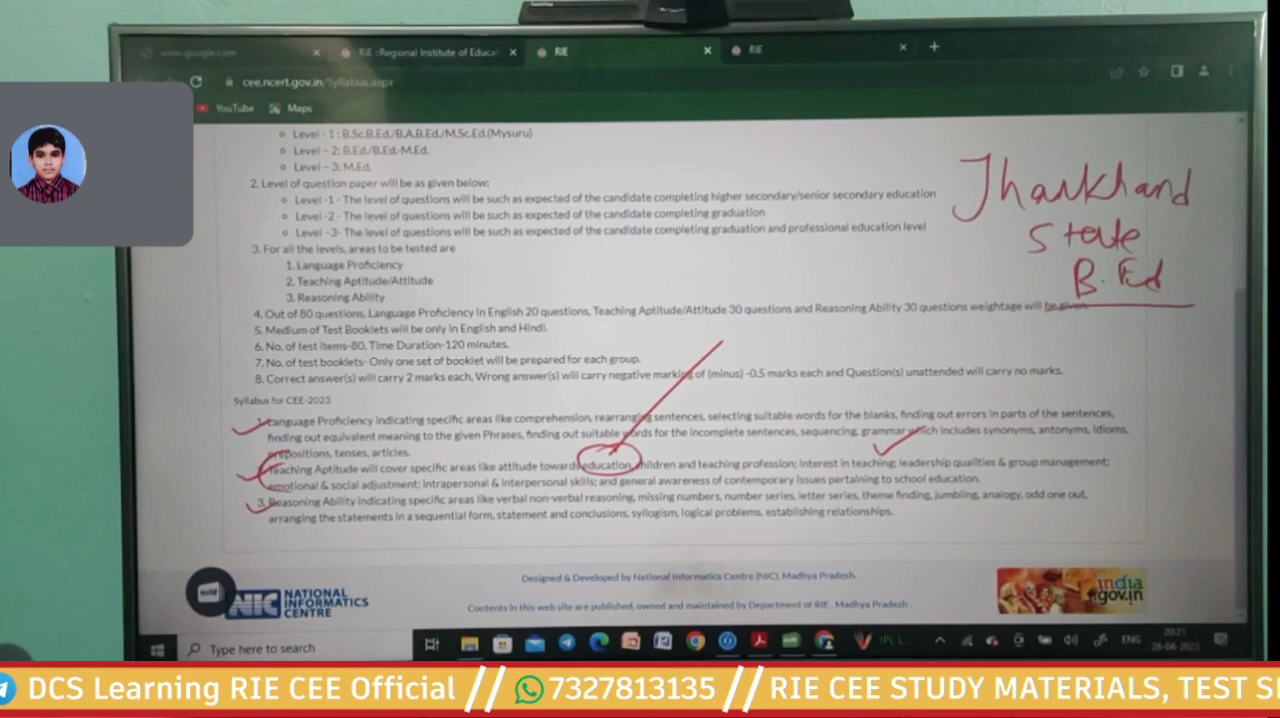 www.google.com
RIE :Regional Institute of Educat
RIE
RIE
cee.ncert.gov.in/Syllabus.aspx
YouTube
Maps
Level - 1 : B.Sc.B.Ed./B.A.B.Ed./M.Sc.Ed.(Mysuru)
Level - 2: B.Ed./B.Ed.-M.Ed.
Level - 3: M.Ed.
2. Level of question paper will be as given below:
Level -1 - The level of questions will be such as expected of the candidate completing higher secondary/senior secondary education
Level -2 - The level of questions will be such as expected of the candidate completing graduation
Level -3- The level of questions will be such as expected of the candidate completing graduation and professional education level
3. For all the levels, areas to be tested are
1. Language Proficiency
2. Teaching Aptitude/Attitude
3. Reasoning Ability
4. Out of 80 questions, Language Proficiency in English 20 questions, Teaching Aptitude/Attitude 30 questions and Reasoning Ability 30 questions weightage will be given.
5. Medium of Test Booklets will be only in English and Hindi.
6. No. of test items-80, Time Duration-120 minutes.
7. No. of test booklets- Only one set of booklet will be prepared for each group.
8. Correct answer(s) will carry 2 marks each, Wrong answer(s) will carry negative marking of (minus) -0.5 marks each and Question(s) unattended will carry no marks.
Jharkhand
State
B.Ed
Syllabus for CEE-2023
1. Language Proficiency indicating specific areas like comprehension, rearranging sentences, selecting suitable words for the blanks, finding out errors in parts of the sentences,
finding out equivalent meaning to the given Phrases, finding out suitable words for the incomplete sentences, sequencing, grammar which includes synonyms, antonyms, idioms,
prepositions, tenses, articles.
Teaching Aptitude will cover specific areas like attitude towards education, children and teaching profession; interest in teaching; leadership qualities & group management;
emotional & social adjustment; intrapersonal & interpersonal skills; and general awareness of contemporary issues pertaining to school education.
3. Reasoning Ability indicating specific areas like verbal non-verbal reasoning, missing numbers, number series, letter series, theme finding, jumbling, analogy, odd one out,
arranging the statements in a sequential form, statement and conclusions, syllogism, logical problems, establishing relationships.
NIC NATIONAL
INFORMATICS
CENTRE
Designed & Developed by National Informatics Centre (NIC), Madhya Pradesh.
Contents in this web site are published, owned and maintained by Department of RIE , Madhya Pradesh .
india
gov.in
Type here to search
ENG
20:21
28-04-2023
DCS Learning RIE CEE Official // 7327813135 // RIE CEE STUDY MATERIALS, TEST SE